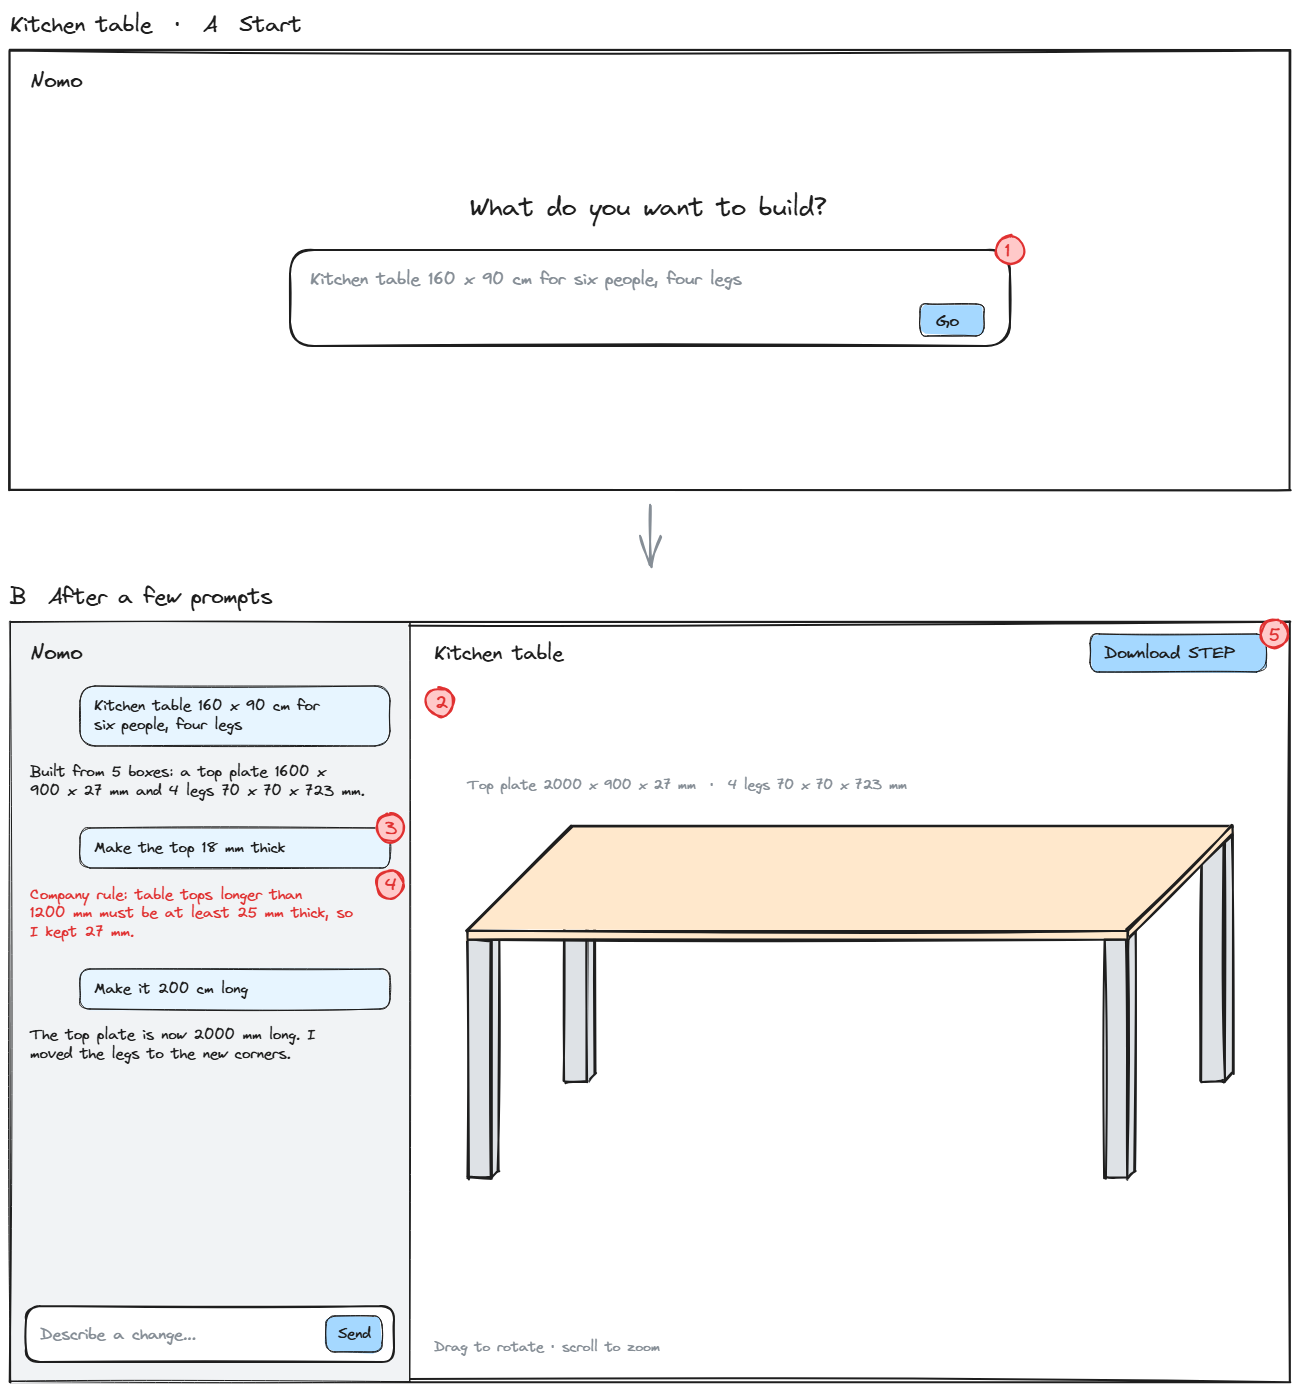 Kitchen table · A Start
Nomo
What do you want to build?
1
Kitchen table 160 x 90 cm for six people, four legs
Go
B After a few prompts
Nomo
Kitchen table 160 x 90 cm for
six people, four legs
Built from 5 boxes: a top plate 1600 x
900 x 27 mm and 4 legs 70 x 70 x 723 mm.
3
Make the top 18 mm thick
4
Company rule: table tops longer than
1200 mm must be at least 25 mm thick, so
I kept 27 mm.
Make it 200 cm long
The top plate is now 2000 mm long. I
moved the legs to the new corners.
Describe a change...
Send
Kitchen table
5
Download STEP
2
Top plate 2000 x 900 x 27 mm · 4 legs 70 x 70 x 723 mm
Drag to rotate · scroll to zoom